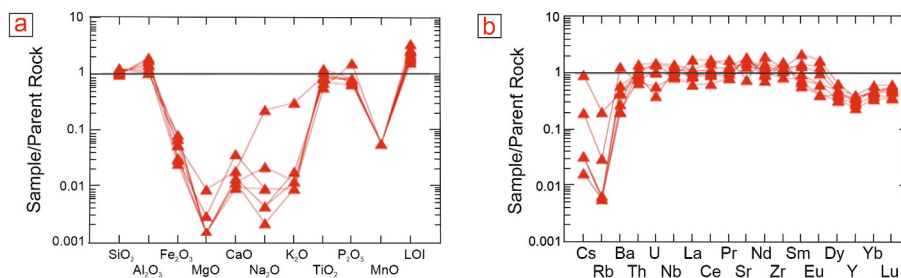 a
Sample/Parent Rock
10
1
0.1
0.01
0.001
SiO₂ Fe₂O₃ CaO K₂O P₂O₅ LOI
Al₂O₃ MgO Na₂O TiO₂ MnO
b
Sample/Parenf Rock
10
1
0.1
0.01
0.001
Cs Ba U La Pr Nd Sm Dy Yb
Rb Th Nb Ce Sr Zr Eu Y Lu